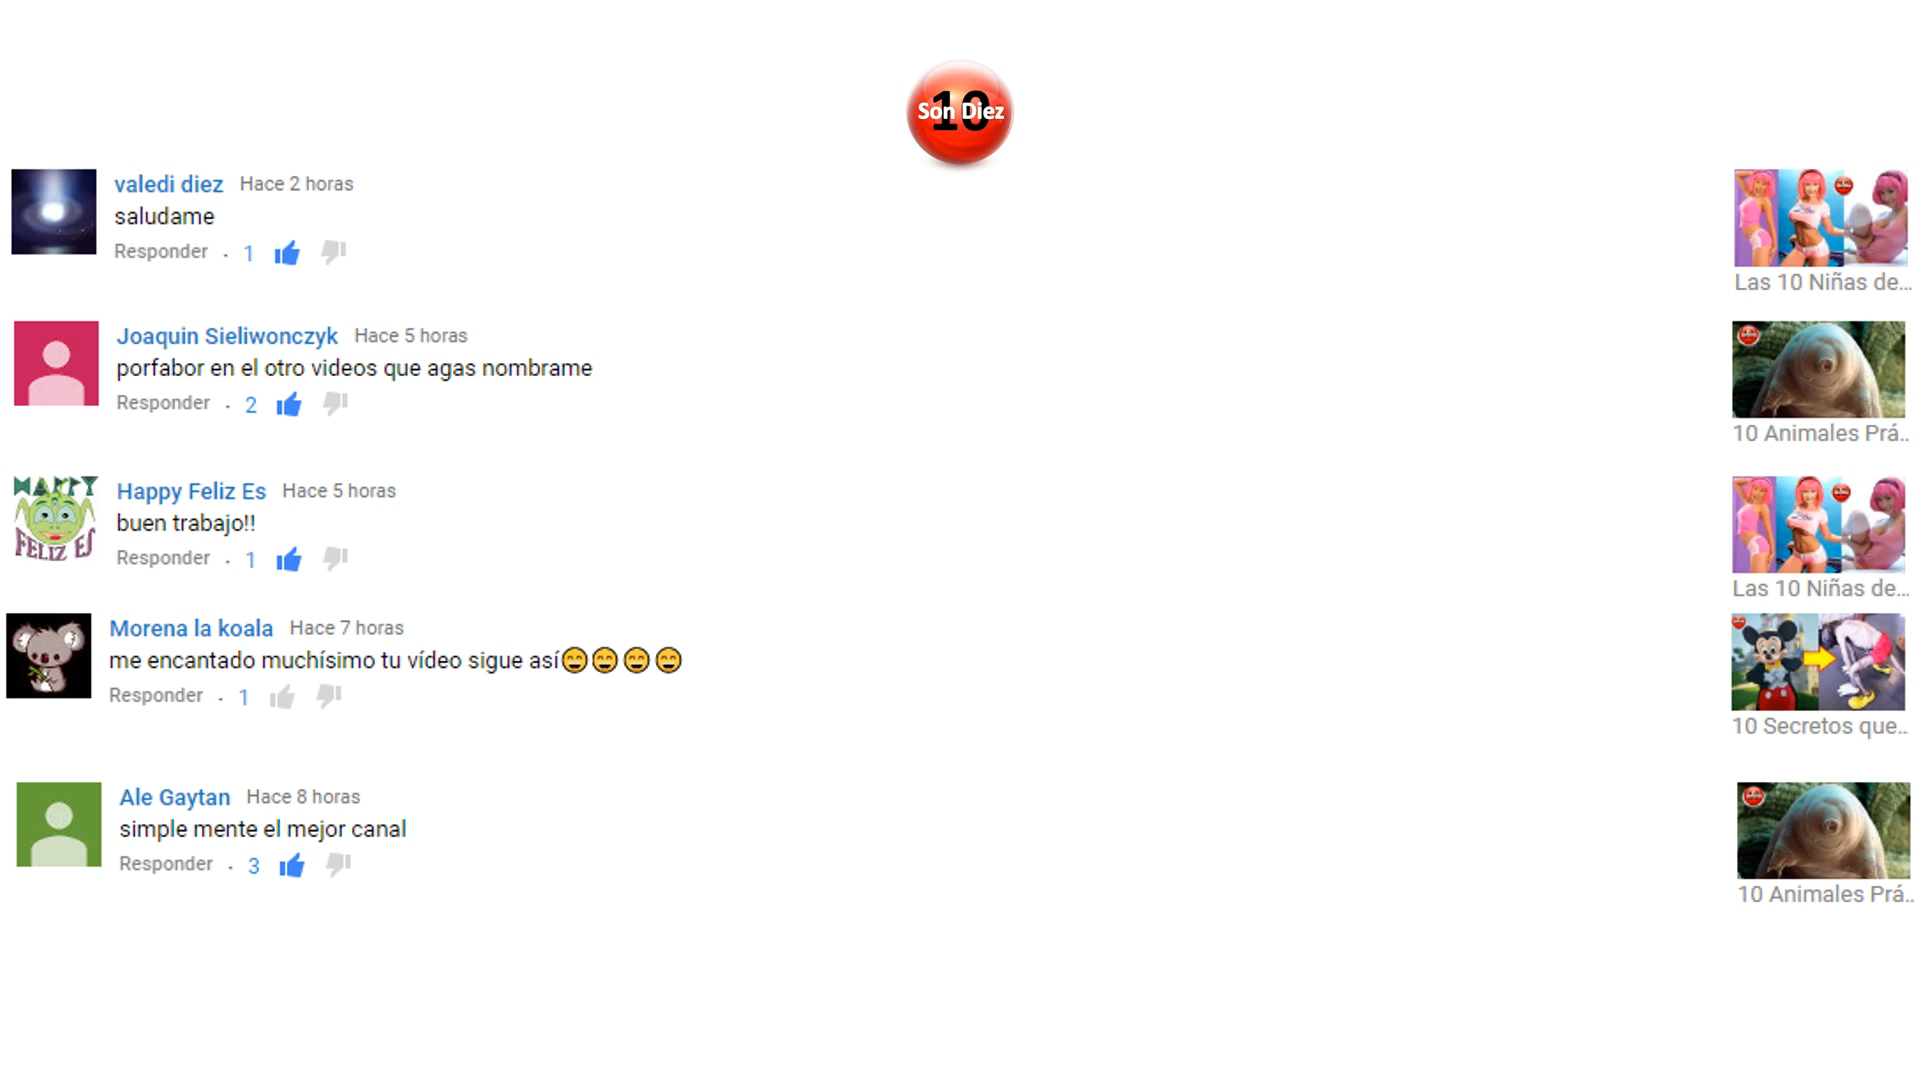 10
Son Diez
valedi diez Hace 2 horas
saludame
Responder . 1
Las 10 Niñas de...
Joaquin Sieliwonczyk Hace 5 horas
porfabor en el otro videos que agas nombrame
Responder . 2
10 Animales Prá..
HAPPY
FELIZ ES
Happy Feliz Es Hace 5 horas
buen trabajo!!
Responder . 1
Las 10 Niñas de...
Morena la koala Hace 7 horas
me encantado muchísimo tu vídeo sigue así😄😄😄😄
Responder . 1
10 Secretos que..
Ale Gaytan Hace 8 horas
simple mente el mejor canal
Responder . 3
10 Animales Prá..